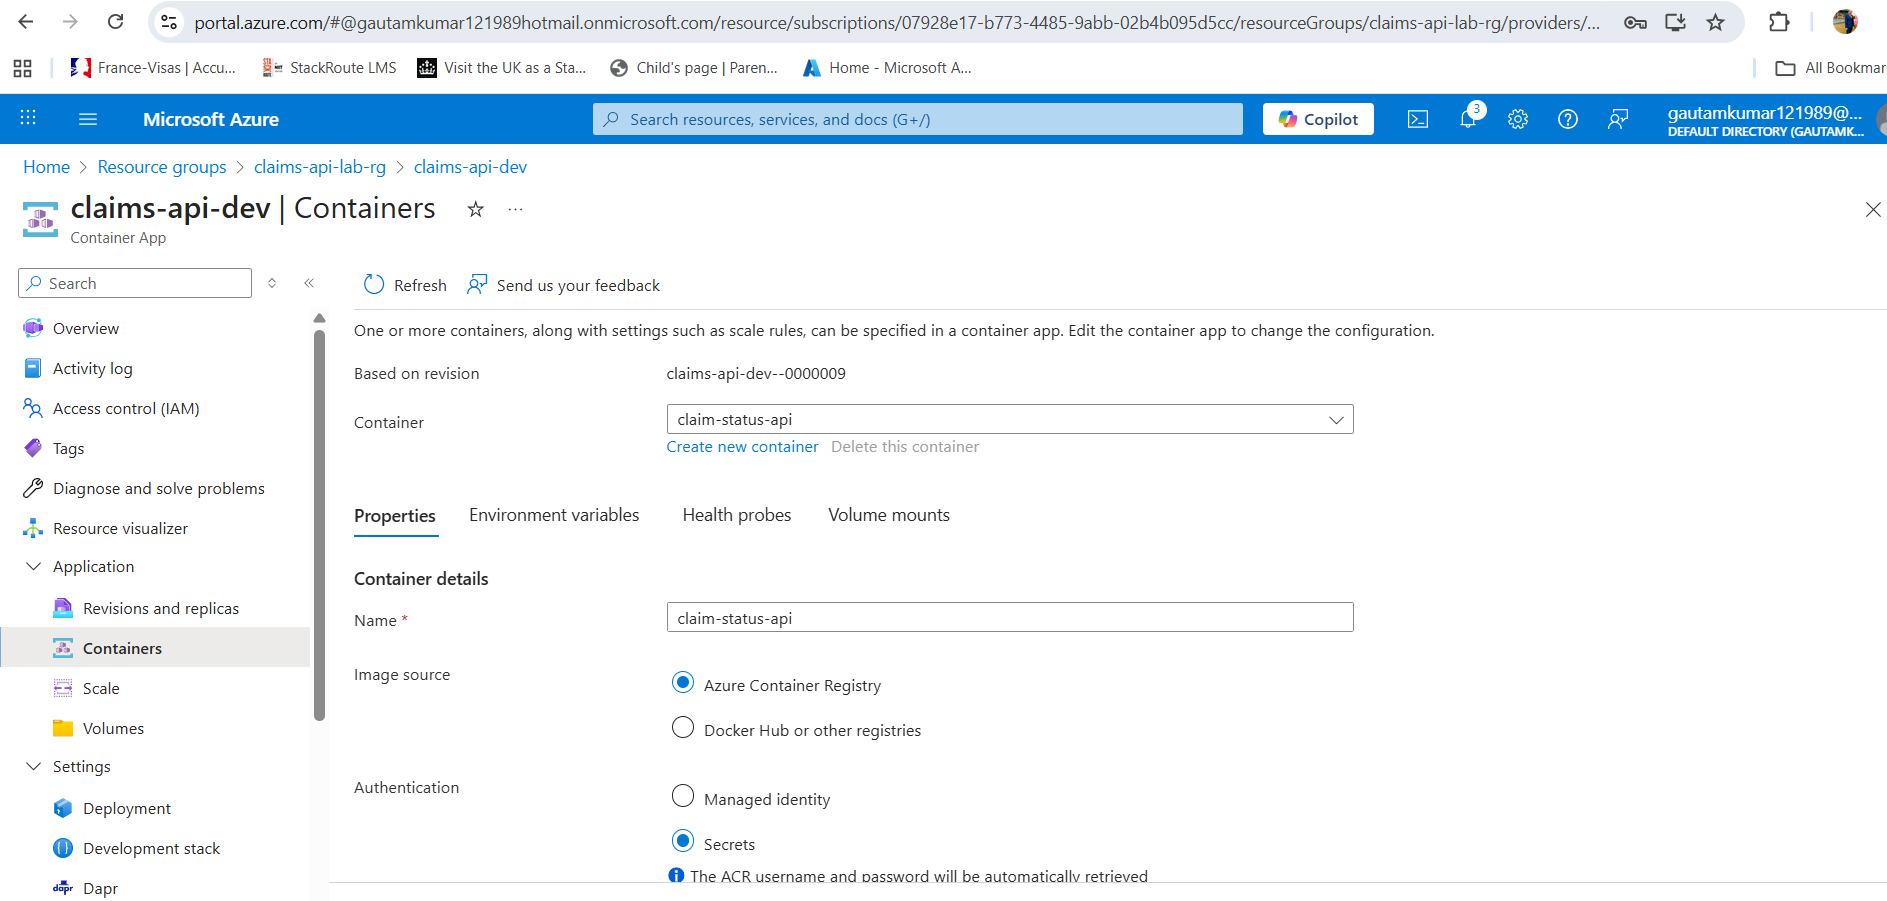 portal.azure.com/#@gautamkumar121989hotmail.onmicrosoft.com/resource/subscriptions/07928e17-b773-4485-9abb-02b4b095d5cc/resourceGroups/claims-api-lab-rg/providers/...
France-Visas | Accu...
StackRoute LMS
Visit the UK as a Sta...
Child's page | Paren...
Home - Microsoft A...
All Bookmar
Microsoft Azure
Search resources, services, and docs (G+/)
Copilot
3
gautamkumar121989@...
DEFAULT DIRECTORY (GAUTAMK...
Home > Resource groups > claims-api-lab-rg > claims-api-dev
claims-api-dev | Containers
...
Container App
Search
Overview
Activity log
Access control (IAM)
Tags
Diagnose and solve problems
Resource visualizer
Application
Revisions and replicas
Containers
Scale
Volumes
Settings
Deployment
Development stack
dapr Dapr
Refresh
Send us your feedback
One or more containers, along with settings such as scale rules, can be specified in a container app. Edit the container app to change the configuration.
Based on revision
claims-api-dev--0000009
Container
claim-status-api
Create new container Delete this container
Properties Environment variables Health probes Volume mounts
Container details
Name *
claim-status-api
Image source
Azure Container Registry
Docker Hub or other registries
Authentication
Managed identity
Secrets
The ACR username and password will be automatically retrieved